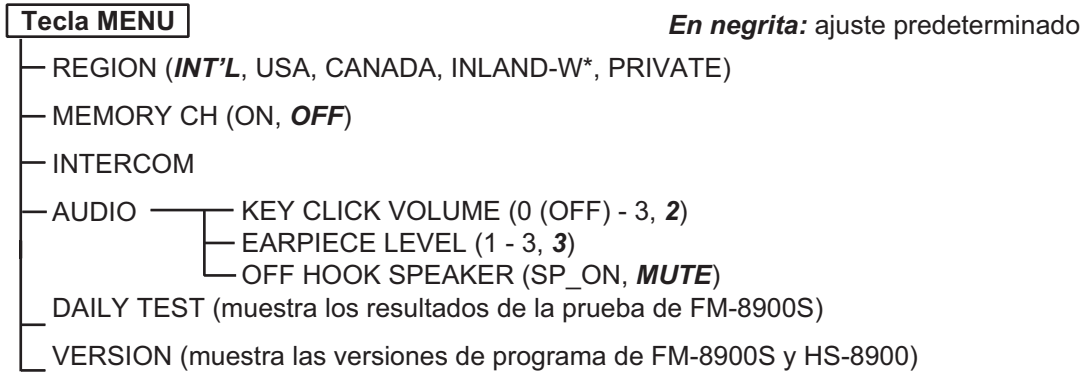 Tecla MENU
En negrita: ajuste predeterminado
REGION (INT'L, USA, CANADA, INLAND-W*, PRIVATE)
MEMORY CH (ON, OFF)
INTERCOM
AUDIO KEY CLICK VOLUME (0 (OFF) - 3, 2)
EARPIECE LEVEL (1 - 3, 3)
OFF HOOK SPEAKER (SP_ON, MUTE)
DAILY TEST (muestra los resultados de la prueba de FM-8900S)
VERSION (muestra las versiones de programa de FM-8900S y HS-8900)